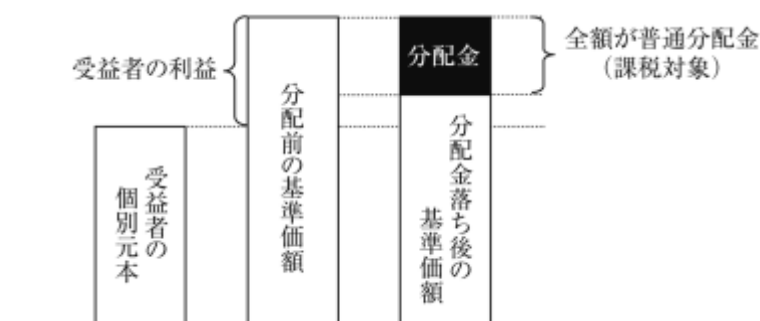 受益者の利益
分配金
全額が普通分配金
（課税対象）
受益者の
個別元本
分配前の基準価額
分配金落ち後の
基準価額